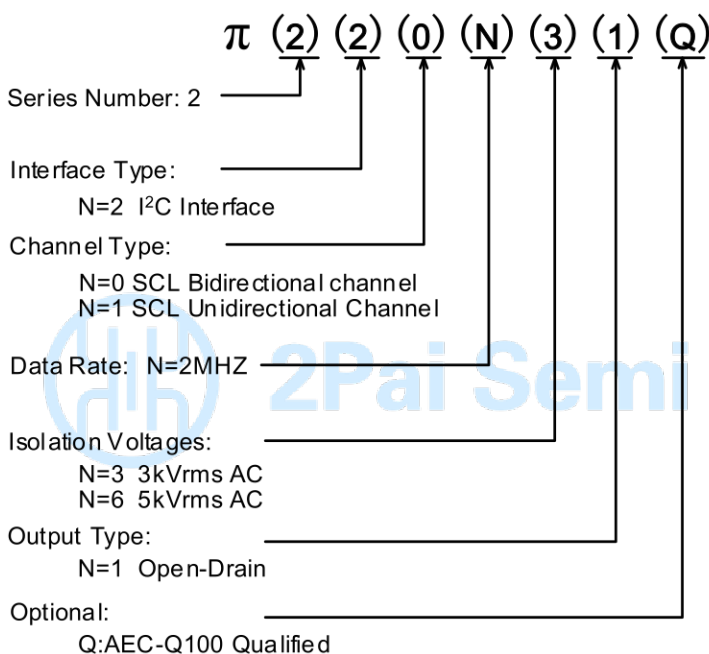 π (2) (2) (0) (N) (3) (1) (Q)
Series Number: 2
Interface Type:
N=2 I²C Interface
Channel Type:
N=0 SCL Bidirectional channel
N=1 SCL Unidirectional Channel
Data Rate: N=2MHZ
2Pai Semi
Isolation Voltages:
N=3 3kVrms AC
N=6 5kVrms AC
Output Type:
N=1 Open-Drain
Optional:
Q:AEC-Q100 Qualified